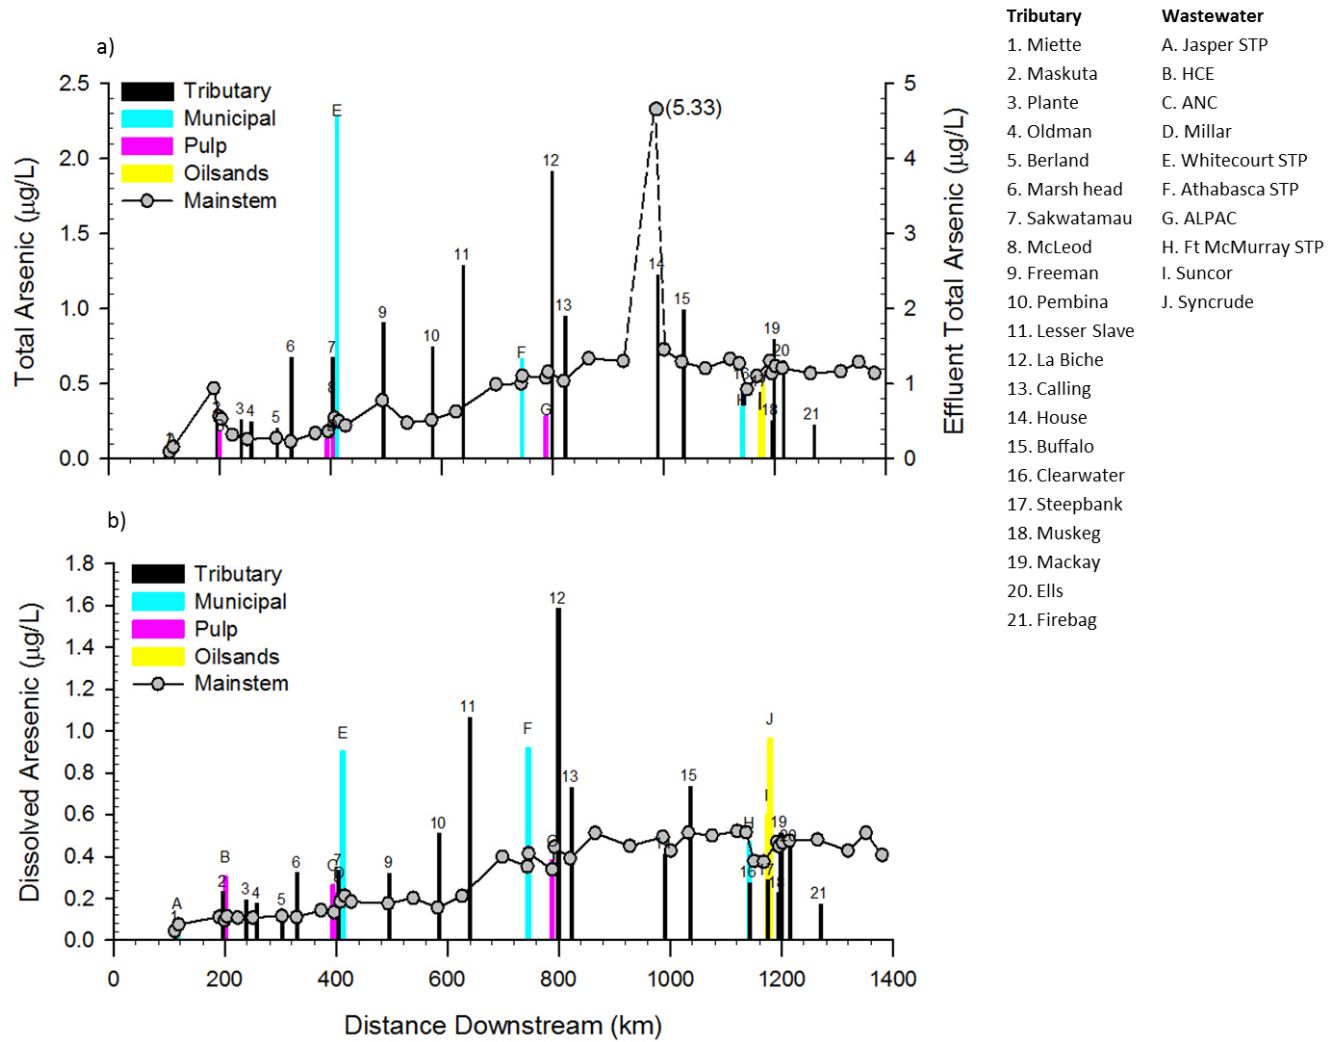 a)
Total Arsenic (µg/L)
2.5
2.0
1.5
1.0
0.5
0.0
Tributary
Municipal
Pulp
Oilsands
Mainstem
E
(5.33)
12
11
14
13
15
9
10
6
7
8
F
G
3
4
5
19
20
16
H
18
21
5
4
3
2
1
0
Effluent Total Arsenic (µg/L)
b)
Dissolved Aresenic (µg/L)
1.8
1.6
1.4
1.2
1.0
0.8
0.6
0.4
0.2
0.0
Tributary
Municipal
Pulp
Oilsands
Mainstem
12
11
E
F
J
13
15
10
I
H
19
20
B
A
1
2
3
4
5
6
C
7
9
G
16
17
18
21
0
200
400
600
800
1000
1200
1400
Distance Downstream (km)
Tributary
1. Miette
2. Maskuta
3. Plante
4. Oldman
5. Berland
6. Marsh head
7. Sakwatamau
8. McLeod
9. Freeman
10. Pembina
11. Lesser Slave
12. La Biche
13. Calling
14. House
15. Buffalo
16. Clearwater
17. Steepbank
18. Muskeg
19. Mackay
20. Ells
21. Firebag
Wastewater
A. Jasper STP
B. HCE
C. ANC
D. Millar
E. Whitecourt STP
F. Athabasca STP
G. ALPAC
H. Ft McMurray STP
I. Suncor
J. Syncrude